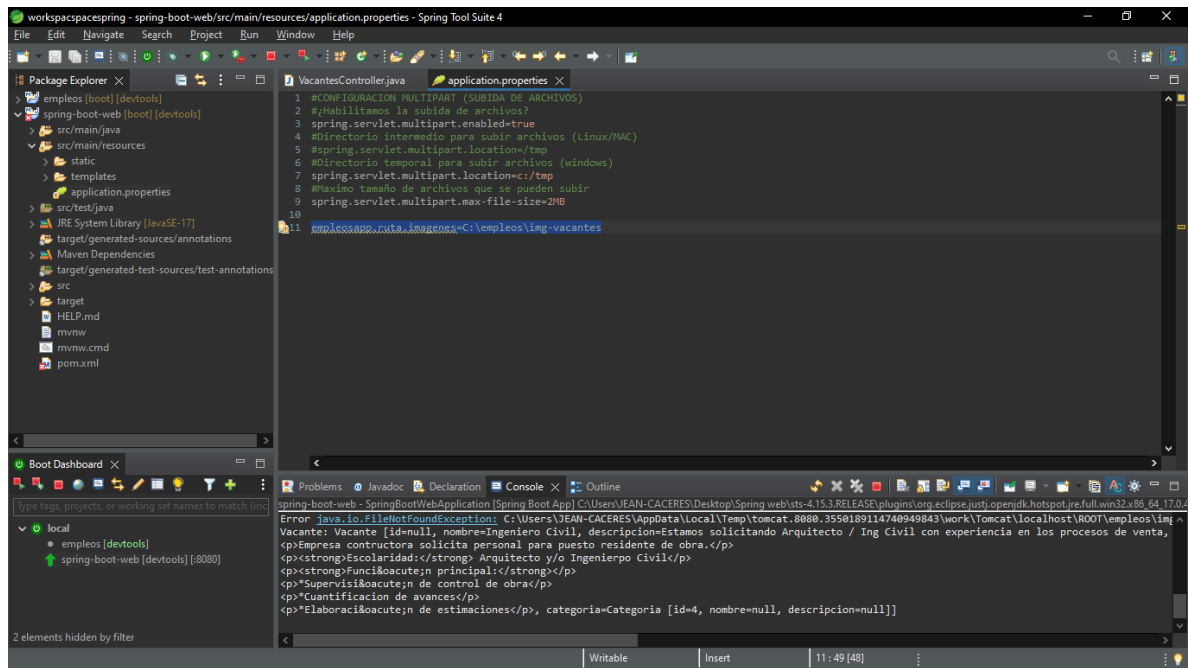 workspacspacespring - spring-boot-web/src/main/resources/application.properties - Spring Tool Suite 4
File Edit Navigate Search Project Run Window Help
Package Explorer
empleos [boot] [devtools]
spring-boot-web [boot] [devtools]
src/main/java
src/main/resources
static
templates
application.properties
src/test/java
JRE System Library [JavaSE-17]
target/generated-sources/annotations
Maven Dependencies
target/generated-test-sources/test-annotations
src
target
HELP.md
mvnw
mvnw.cmd
pom.xml
VacantesController.java application.properties
1 #CONFIGURACION MULTIPART (SUBIDA DE ARCHIVOS)
2 #¿Habilitamos la subida de archivos?
3 spring.servlet.multipart.enabled=true
4 #Directorio intermedio para subir archivos (Linux/MAC)
5 #spring.servlet.multipart.location=/tmp
6 #Directorio temporal para subir archivos (windows)
7 spring.servlet.multipart.location=c:/tmp
8 #Maximo tamaño de archivos que se pueden subir
9 spring.servlet.multipart.max-file-size=2MB
10
11 empleosapp.ruta.imagenes=C:\empleos\img-vacantes
Boot Dashboard
Type tags, projects, or working set names to match (inc
local
empleos [devtools]
spring-boot-web [devtools] [:8080]
2 elements hidden by filter
Problems Javadoc Declaration Console Outline
spring-boot-web - SpringBootWebApplication [Spring Boot App] C:\Users\JEAN-CACERES\Desktop\Spring web\sts-4.15.3.RELEASE\plugins\org.eclipse.justj.openjdk.hotspot.jre.full.win32.x86_64_17.0.4
Error java.io.FileNotFoundException: C:\Users\JEAN-CACERES\AppData\Local\Temp\tomcat.8080.3550189114740949843\work\Tomcat\localhost\ROOT\empleos\img
Vacante: Vacante [id=null, nombre=Ingeniero Civil, descripcion=Estamos solicitando Arquitecto / Ing Civil con experiencia en los procesos de venta,
<p>Empresa contructora solicita personal para puesto residente de obra.</p>
<p><strong>Escolaridad:</strong> Arquitecto y/o Ingenierpo Civil</p>
<p><strong>Funci&oacute;n principal:</strong></p>
<p>*Supervisi&oacute;n de control de obra</p>
<p>*Cuantificacion de avances</p>
<p>*Elaboraci&oacute;n de estimaciones</p>, categoria=Categoria [id=4, nombre=null, descripcion=null]]
Writable Insert 11 : 49 [48]